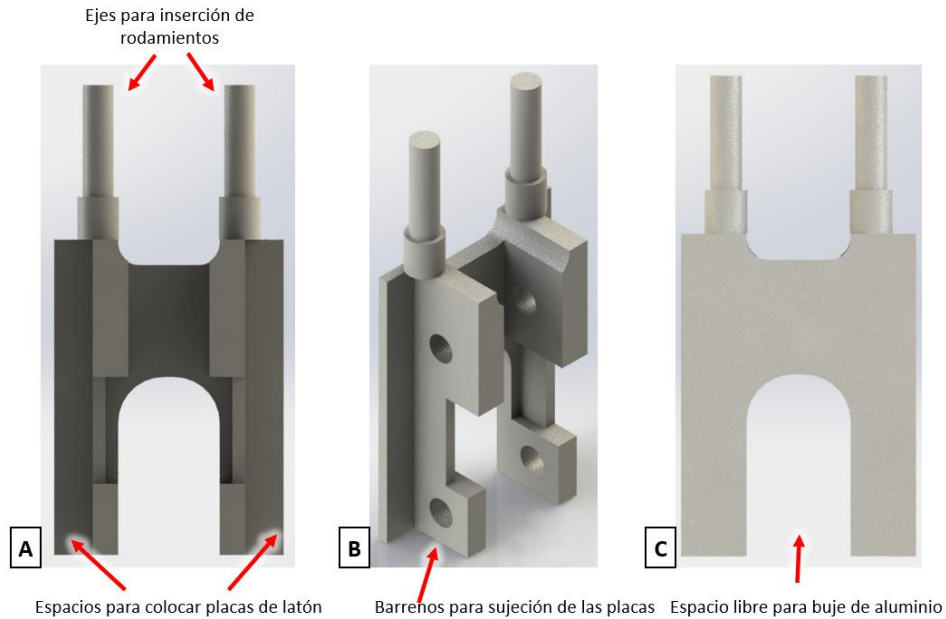 Ejes para inserción de
rodamientos
A
B
C
Espacios para colocar placas de latón
Barrenos para sujeción de las placas
Espacio libre para buje de aluminio